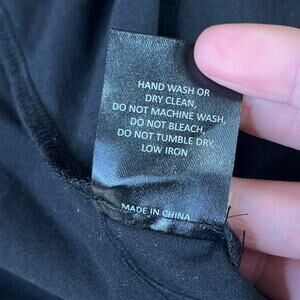 HAND WASH OR
DRY CLEAN,
DO NOT MACHINE WASH,
DO NOT BLEACH,
DO NOT TUMBLE DRY.
LOW IRON
MADE IN CHINA